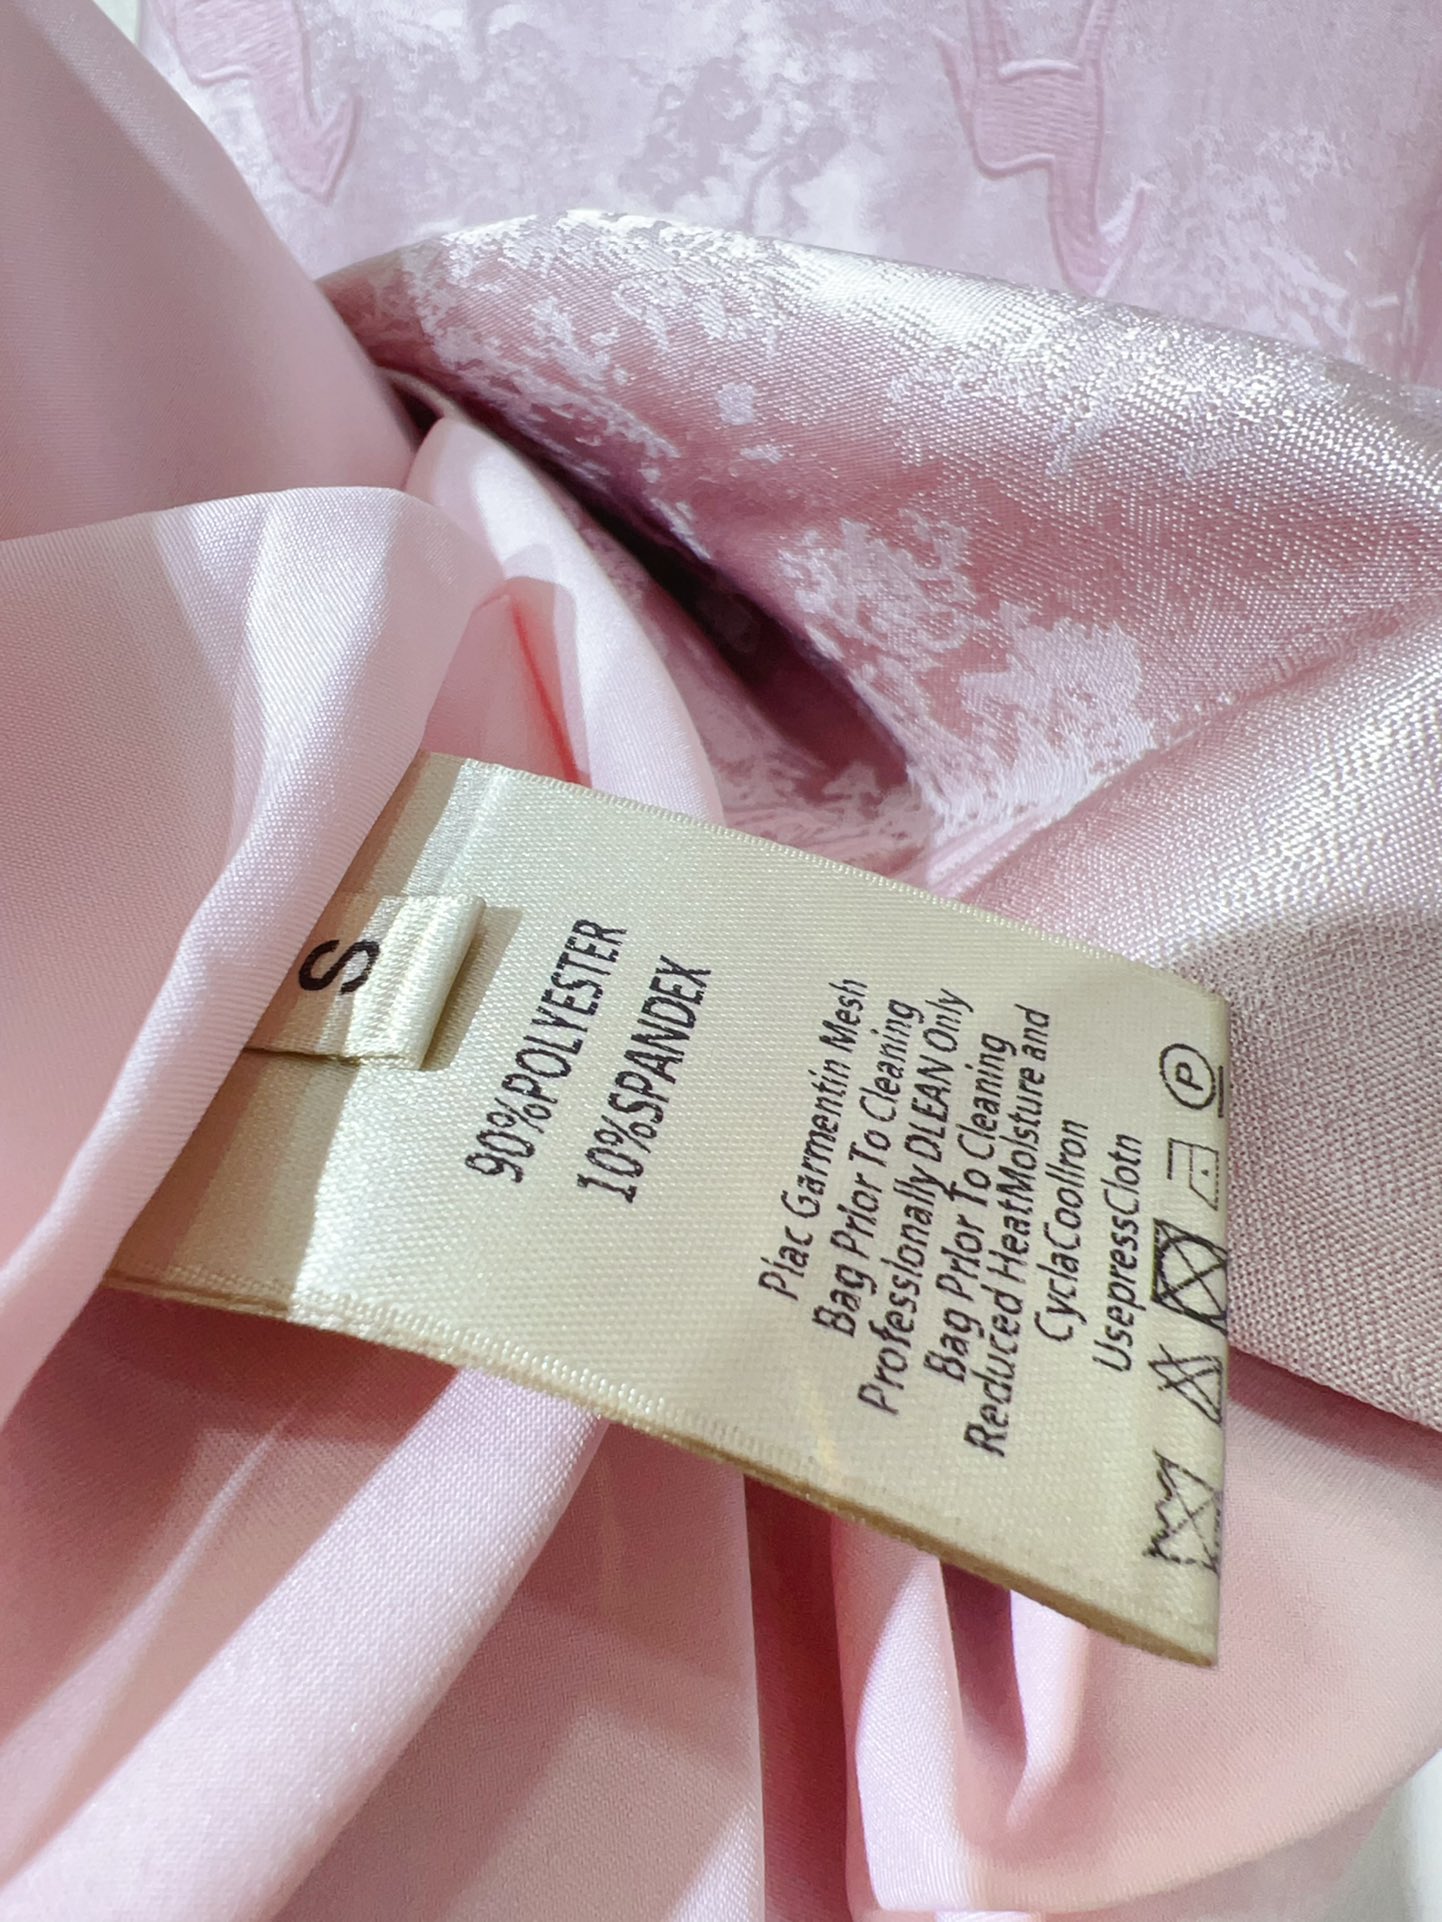 S
90%POLYESTER
10%SPANDEX
Plac Garmentin Mesh
Bag Prior To Cleaning
Professionally DLEAN Only
Bag Prior To Cleaning
Reduced HeatMolsture and
CyclaCoolIron
UsepressClotn
P